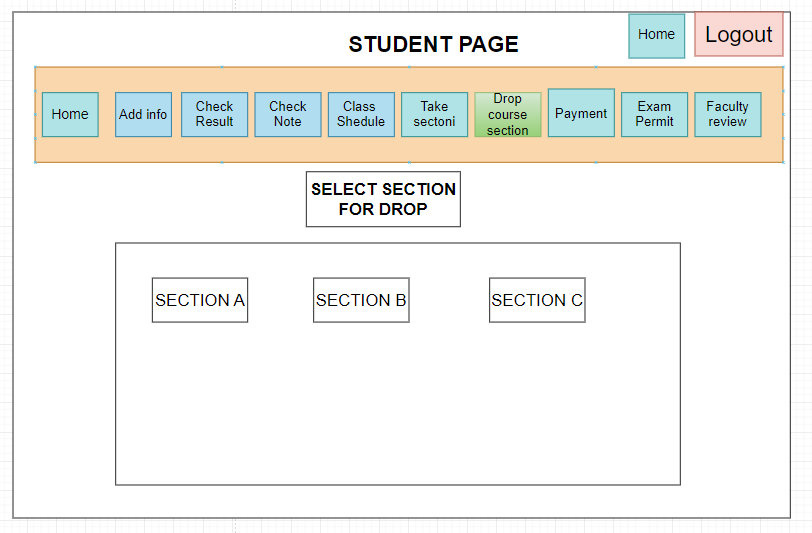 STUDENT PAGE
Home
Logout
Home
Add info
Check
Result
Check
Note
Class
Shedule
Take
sectoni
Drop
course
section
Payment
Exam
Permit
Faculty
review
SELECT SECTION
FOR DROP
SECTION A
SECTION B
SECTION C